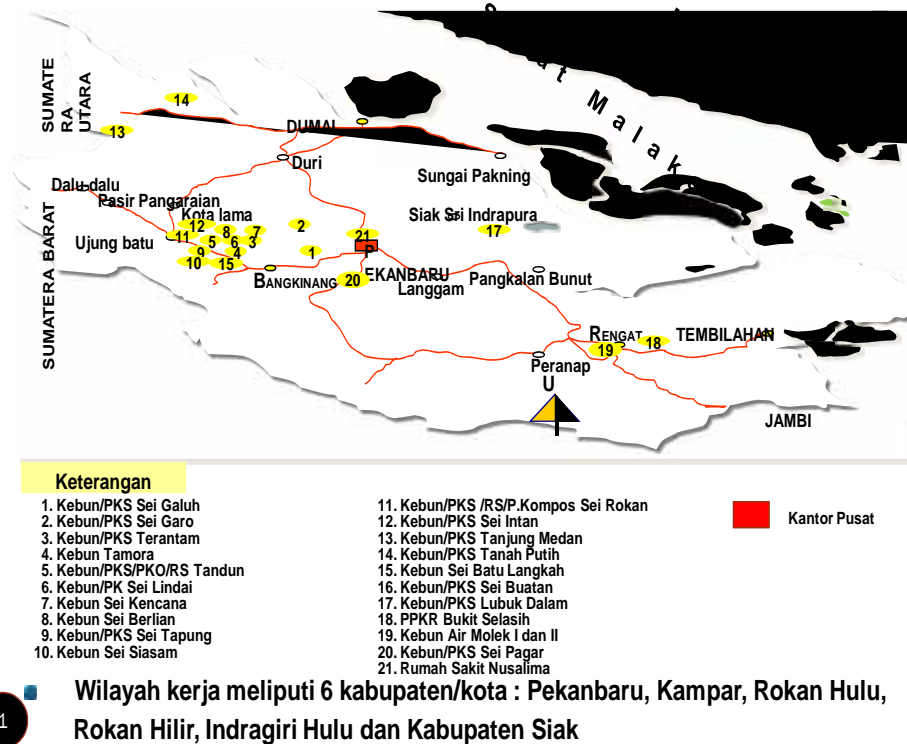 at Malak
SUMATE
RA
UTARA
14
13
DUMAI
Duri
Sungai Pakning
Dalu-dalu
Pasir Pangaraian
Kota lama
Siak Sri Indrapura
12
8
7
2
21
17
11
5
6
3
Ujung batu
9
4
1
P
10
15
BANGKINANG
20
EKANBARU
Langgam
Pangkalan Bunut
SUMATERA BARAT
RENGAT
18
TEMBILAHAN
19
Peranap
U
JAMBI
Keterangan
1. Kebun/PKS Sei Galuh
2. Kebun/PKS Sei Garo
3. Kebun/PKS Terantam
4. Kebun Tamora
5. Kebun/PKS/PKO/RS Tandun
6. Kebun/PK Sei Lindai
7. Kebun Sei Kencana
8. Kebun Sei Berlian
9. Kebun/PKS Sei Tapung
10. Kebun Sei Siasam
11. Kebun/PKS /RS/P.Kompos Sei Rokan
12. Kebun/PKS Sei Intan
13. Kebun/PKS Tanjung Medan
14. Kebun/PKS Tanah Putih
15. Kebun Sei Batu Langkah
16. Kebun/PKS Sei Buatan
17. Kebun/PKS Lubuk Dalam
18. PPKR Bukit Selasih
19. Kebun Air Molek I dan II
20. Kebun/PKS Sei Pagar
21. Rumah Sakit Nusalima
Kantor Pusat
Wilayah kerja meliputi 6 kabupaten/kota : Pekanbaru, Kampar, Rokan Hulu,
Rokan Hilir, Indragiri Hulu dan Kabupaten Siak
1